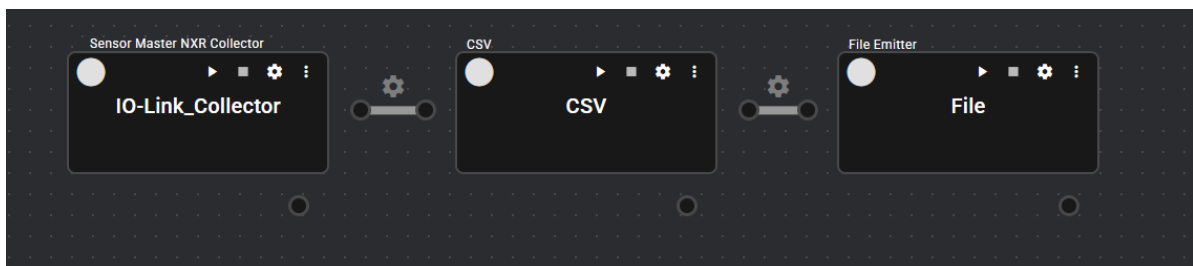 Sensor Master NXR Collector
IO-Link_Collector
CSV
CSV
File Emitter
File